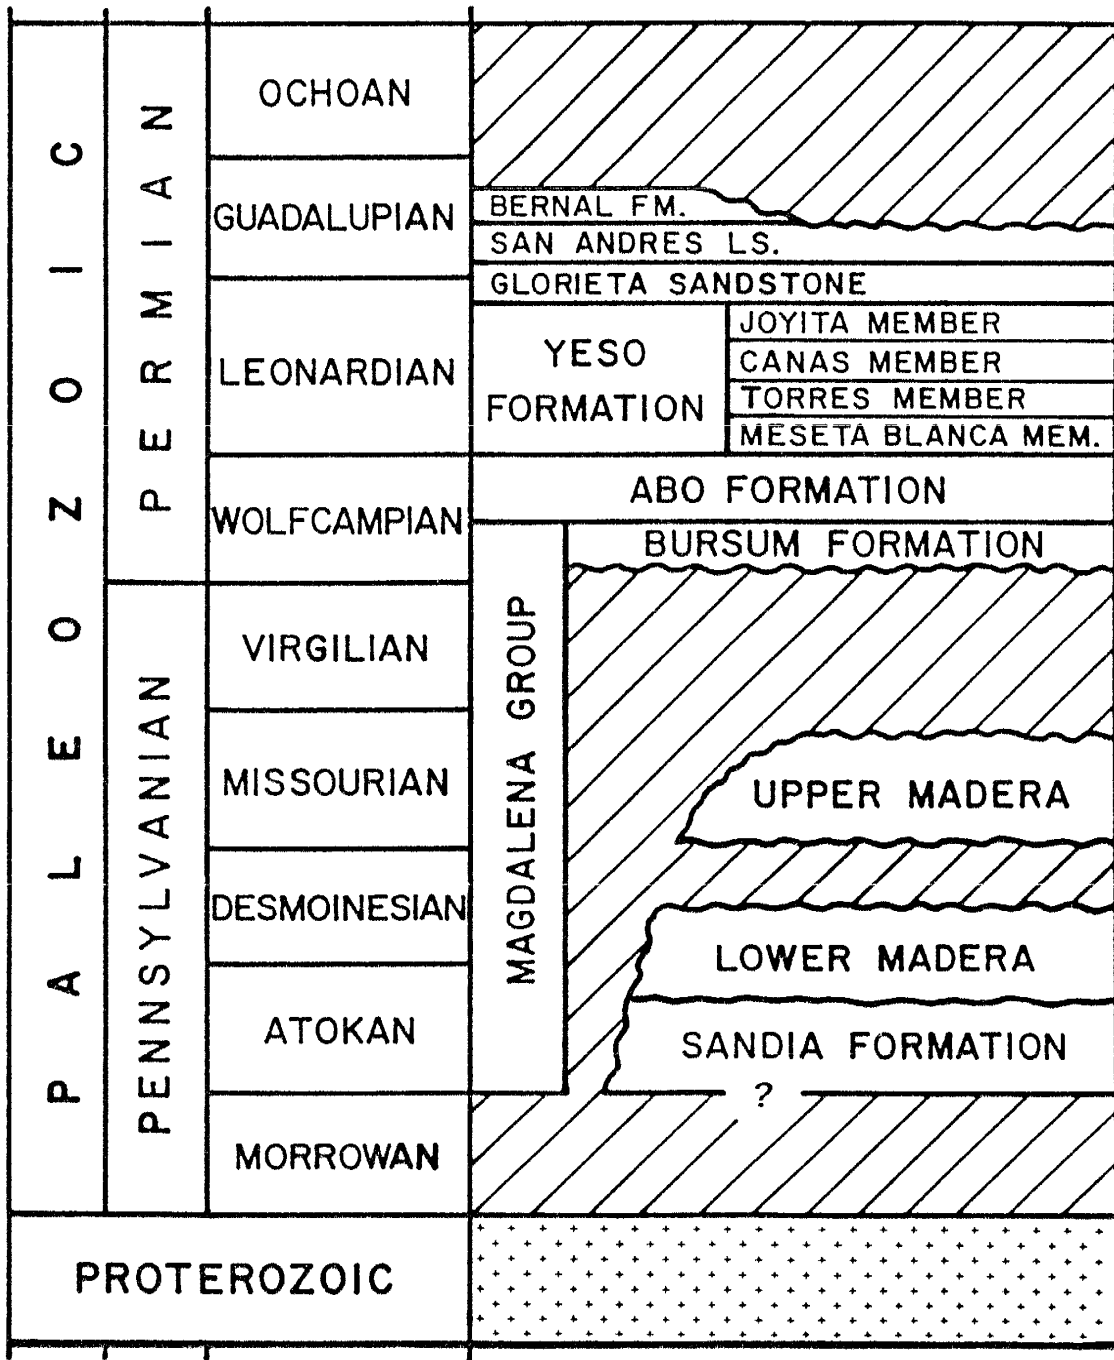 PALEOZOIC
PERMIAN
PENNSYLVANIAN
OCHOAN
GUADALUPIAN
LEONARDIAN
WOLFCAMPIAN
VIRGILIAN
MISSOURIAN
DESMOINESIAN
ATOKAN
MORROWAN
PROTEROZOIC
BERNAL FM.
SAN ANDRES LS.
GLORIETA SANDSTONE
YESO
FORMATION
JOYITA MEMBER
CANAS MEMBER
TORRES MEMBER
MESETA BLANCA MEM.
ABO FORMATION
MAGDALENA GROUP
BURSUM FORMATION
UPPER MADERA
LOWER MADERA
SANDIA FORMATION
?